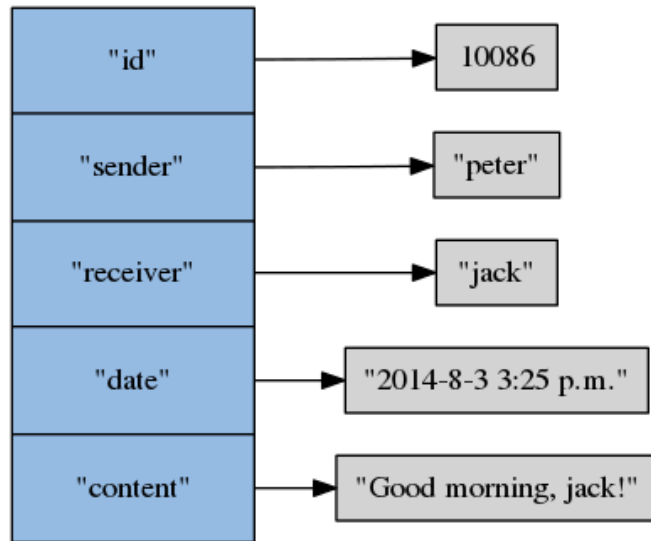 "id" 10086
"sender" "peter"
"receiver" "jack"
"date" "2014-8-3 3:25 p.m."
"content" "Good morning, jack!"